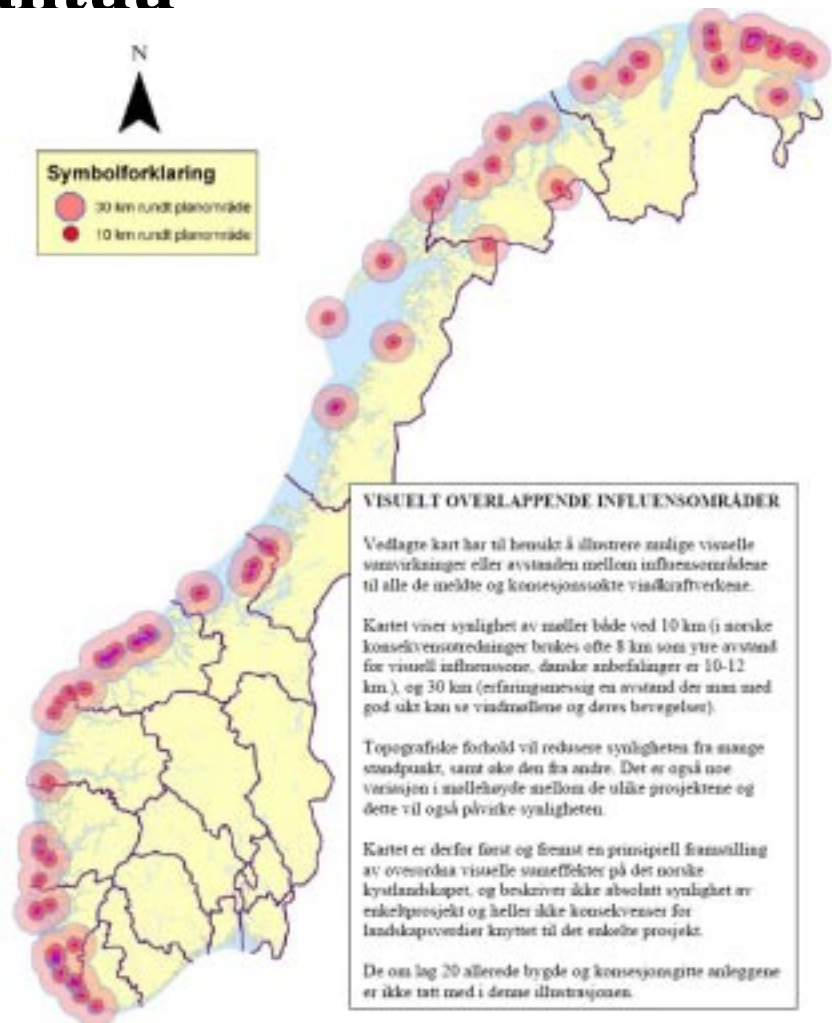 N
Symbolforklaring
30 km rundt planområde
10 km rundt planområde
VISUELT OVERLAPPENDE INFLUENSOMRÅDER
Vedlagte kart har til hensikt å illustrere mulige visuelle
samvirkninger eller avstanden mellom influensområdene
til alle de meldte og konsesjonssøkte vindkraftverkene.
Kartet viser synlighet av møller både ved 10 km (i norske
konsekvensutredninger brukes ofte 8 km som ytre avstand
for visuell influenssone, danske anbefalinger er 10-12
km.), og 30 km (erfaringsmessig en avstand der man med
god sikt kan se vindmøllene og deres bevegelser).
Topografiske forhold vil redusere synligheten fra mange
standpunkt, samt øke den fra andre. Det er også noe
variasjon i møllehøyde mellom de ulike prosjektene og
dette vil også påvirke synligheten.
Kartet er derfor først og fremst en prinsipiell framstilling
av overordna visuelle sumeffekter på det norske
kystlandskapet, og beskriver ikke absolutt synlighet av
enkeltprosjekt og heller ikke konsekvenser for
landskapsverdier knyttet til det enkelte prosjekt.
De om lag 20 allerede bygde og konsesjonsgitte anleggene
er ikke tatt med i denne illustrasjonen.